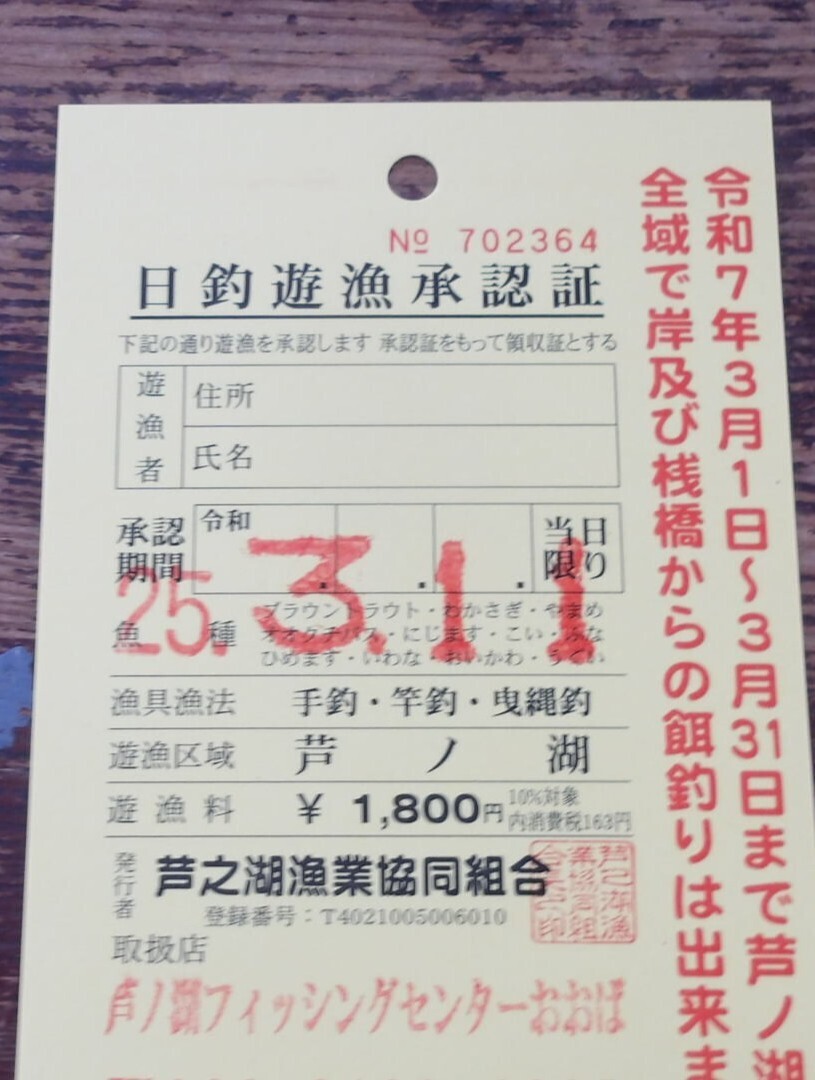 № 702364
日釣遊漁承認証
下記の通り遊漁を承認します 承認証をもって領収証とする
遊漁者
住所
氏名
承認期間
令和 . . . 当日限り
25.3.11
魚種
ブラウントラウト・わかさぎ・やまめ
オオクチバス・にじます・こい・ふな
ひめます・いわな・おいかわ・うぐい
漁具漁法 手釣・竿釣・曳縄釣
遊漁区域 芦ノ湖
遊漁料 ¥1,800円 10%対象
内消費税163円
発行者 芦之湖漁業協同組合
登録番号：T4021005006010
芦之湖漁業協同組合之印
取扱店
芦ノ湖フィッシングセンターおおば
令和7年3月1日～3月31日まで芦ノ湖
全域で岸及び桟橋からの餌釣りは出来ま